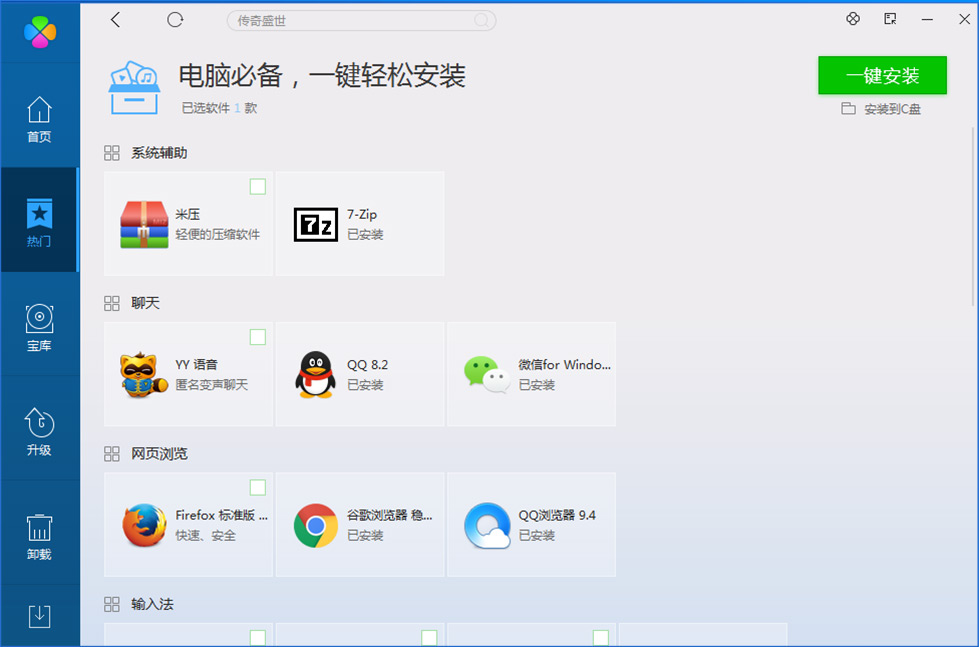 传奇盛世
电脑必备，一键轻松安装
已选软件 1 款
一键安装
安装到C盘
首页
热门
宝库
升级
卸载
系统辅助
米压
轻便的压缩软件
7z
7-Zip
已安装
聊天
YY 语音
匿名变声聊天
QQ 8.2
已安装
微信for Windo...
已安装
网页浏览
Firefox 标准版 ...
快速、安全
谷歌浏览器 稳...
已安装
QQ浏览器 9.4
已安装
输入法